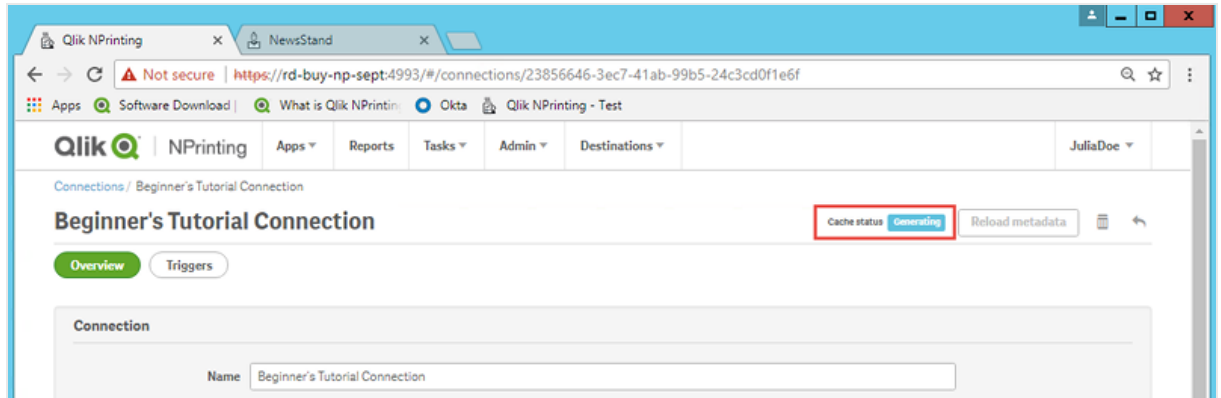 Qlik NPrinting
NewsStand
Not secure | https://rd-buy-np-sept:4993/#/connections/23856646-3ec7-41ab-99b5-24c3cd0f1e6f
Apps Software Download | What is Qlik NPrintin Okta Qlik NPrinting - Test
Qlik NPrinting Apps Reports Tasks Admin Destinations JuliaDoe
Connections / Beginner's Tutorial Connection
Beginner's Tutorial Connection
Cache status Generating Reload metadata
Overview Triggers
Connection
Name Beginner's Tutorial Connection